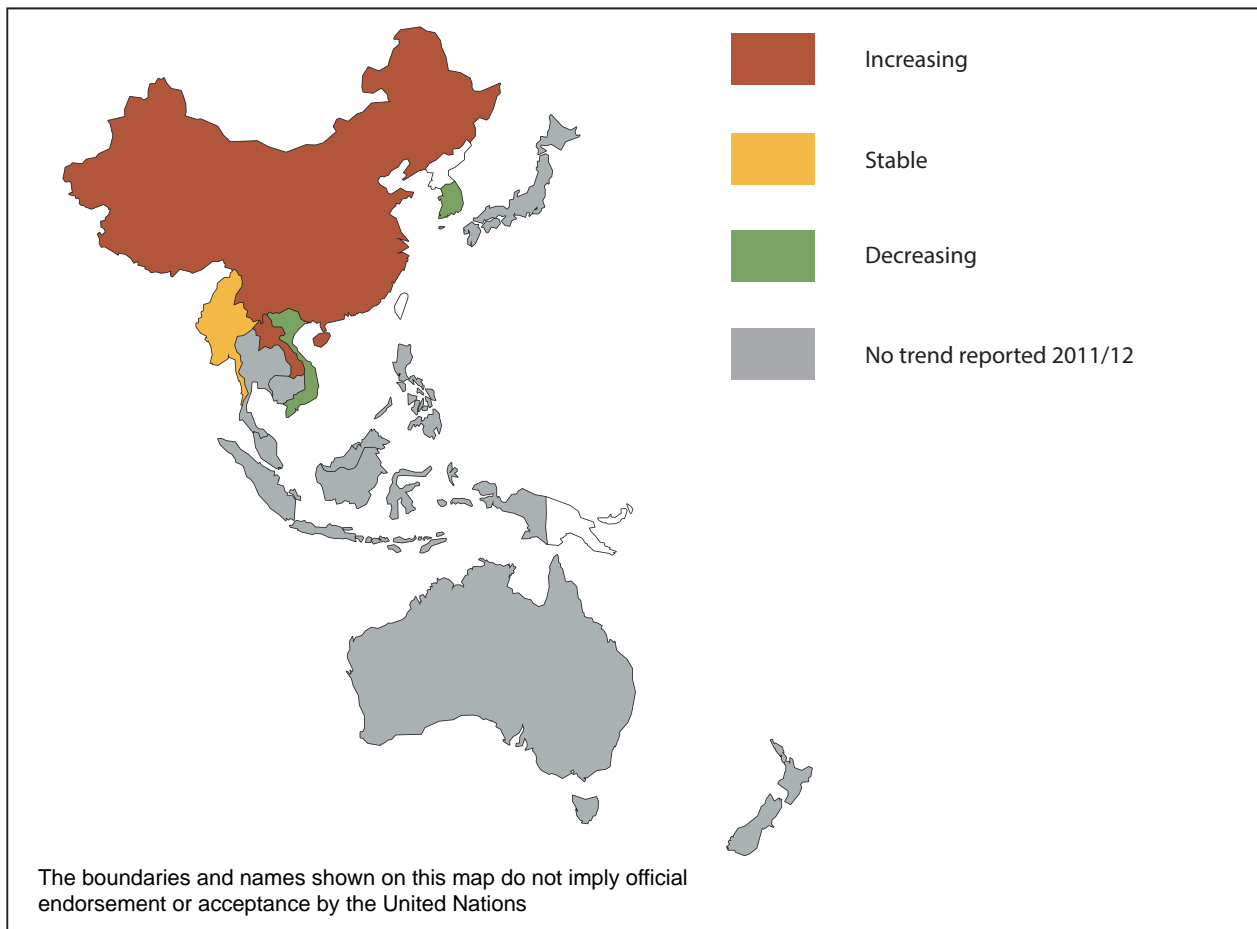 Increasing
Stable
Decreasing
No trend reported 2011/12
The boundaries and names shown on this map do not imply official
endorsement or acceptance by the United Nations